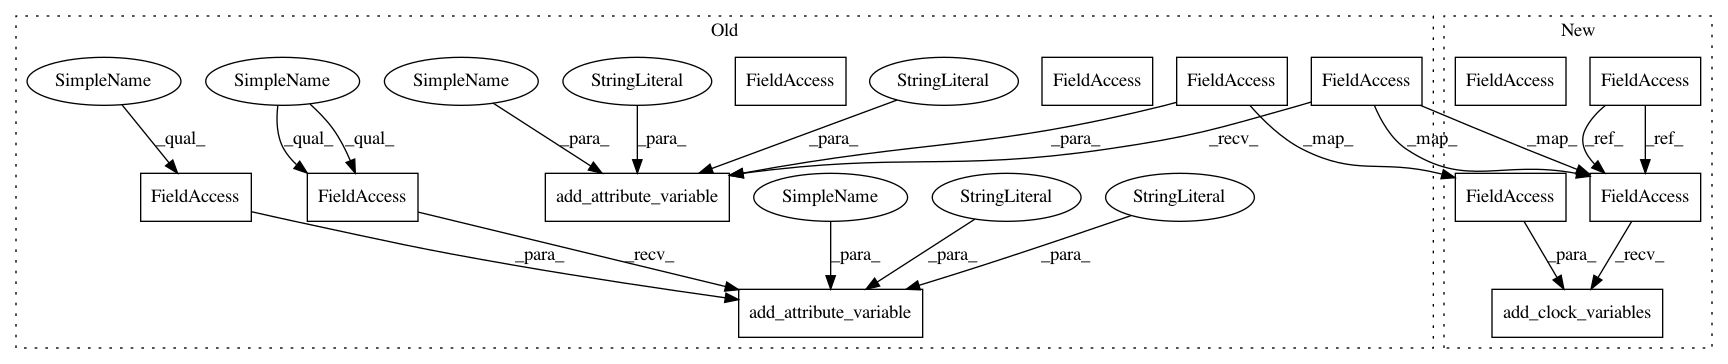 Old
New
SimpleName
SimpleName
SimpleName
StringLiteral
FieldAccess
StringLiteral
FieldAccess
FieldAccess
FieldAccess
FieldAccess
FieldAccess
_qual_
_qual_
_qual_
_para_
_para_
_para_
_para_
_recv_
_map_
_map_
_map_
_ref_
_ref_
FieldAccess
FieldAccess
add_attribute_variable
SimpleName
StringLiteral
StringLiteral
FieldAccess
FieldAccess
_para_
_recv_
_para_
_para_
_para_
_para_
_recv_
add_attribute_variable
add_clock_variables